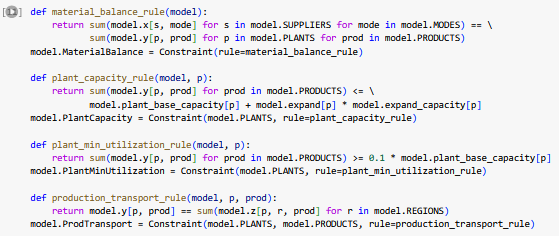 def material_balance_rule(model):
    return sum(model.x[s, mode] for s in model.SUPPLIERS for mode in model.MODES) == \
           sum(model.y[p, prod] for p in model.PLANTS for prod in model.PRODUCTS)
model.MaterialBalance = Constraint(rule=material_balance_rule)

def plant_capacity_rule(model, p):
    return sum(model.y[p, prod] for prod in model.PRODUCTS) <= \
           model.plant_base_capacity[p] + model.expand[p] * model.expand_capacity[p]
model.PlantCapacity = Constraint(model.PLANTS, rule=plant_capacity_rule)

def plant_min_utilization_rule(model, p):
    return sum(model.y[p, prod] for prod in model.PRODUCTS) >= 0.1 * model.plant_base_capacity[p]
model.PlantMinUtilization = Constraint(model.PLANTS, rule=plant_min_utilization_rule)

def production_transport_rule(model, p, prod):
    return model.y[p, prod] == sum(model.z[p, r, prod] for r in model.REGIONS)
model.ProdTransport = Constraint(model.PLANTS, model.PRODUCTS, rule=production_transport_rule)